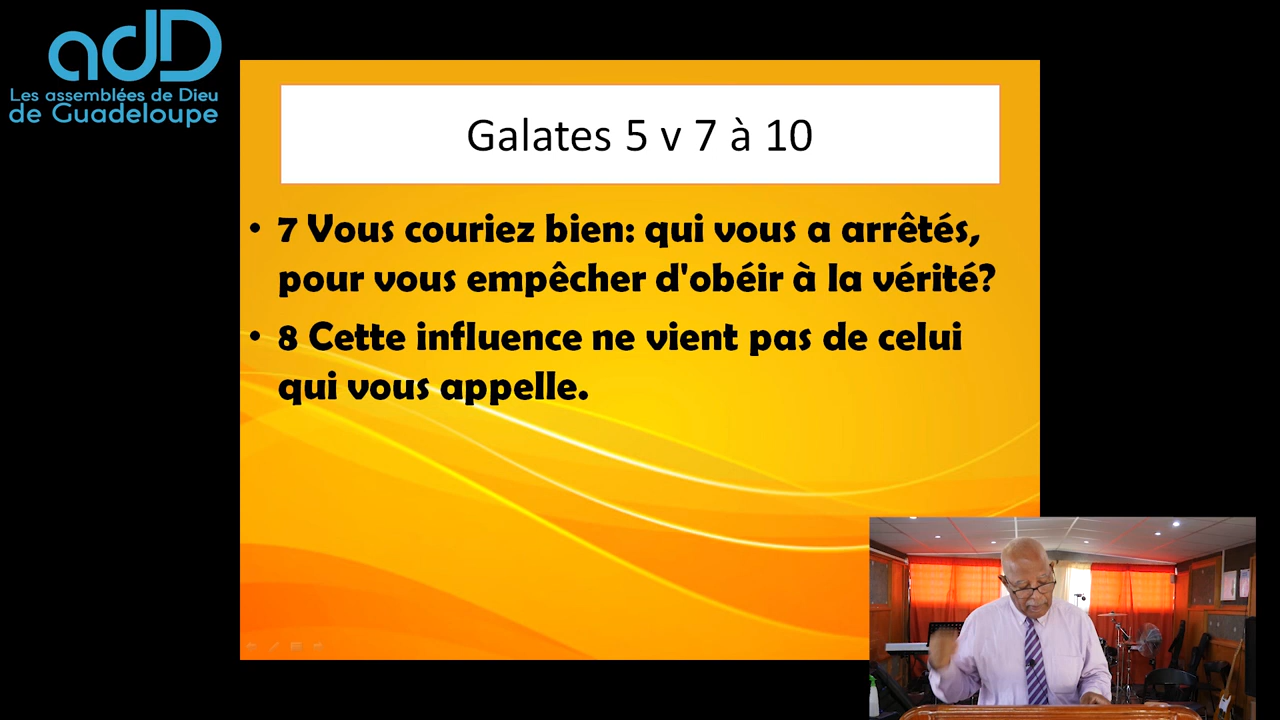 adD
Les assemblées de Dieu
de Guadeloupe
Galates 5 v 7 à 10
• 7 Vous couriez bien: qui vous a arrêtés,
pour vous empêcher d'obéir à la vérité?
• 8 Cette influence ne vient pas de celui
qui vous appelle.